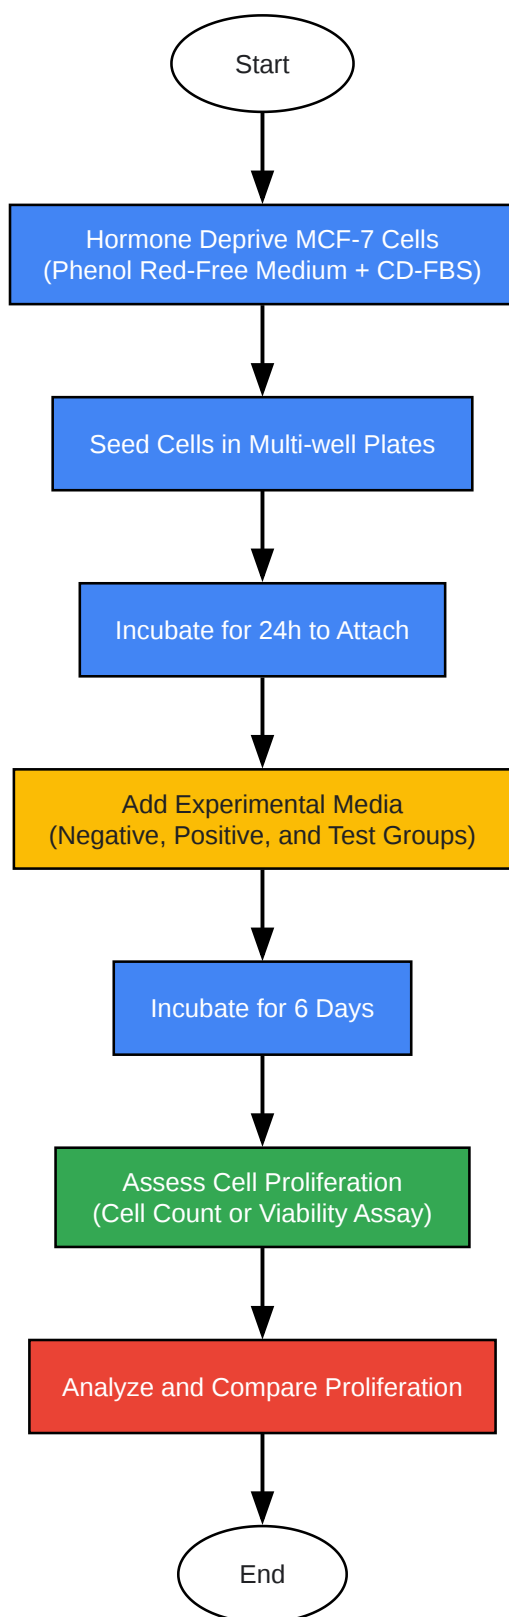 Start
Hormone Deprive MCF-7 Cells
(Phenol Red-Free Medium + CD-FBS)
Seed Cells in Multi-well Plates
Incubate for 24h to Attach
Add Experimental Media
(Negative, Positive, and Test Groups)
Incubate for 6 Days
Assess Cell Proliferation
(Cell Count or Viability Assay)
Analyze and Compare Proliferation
End